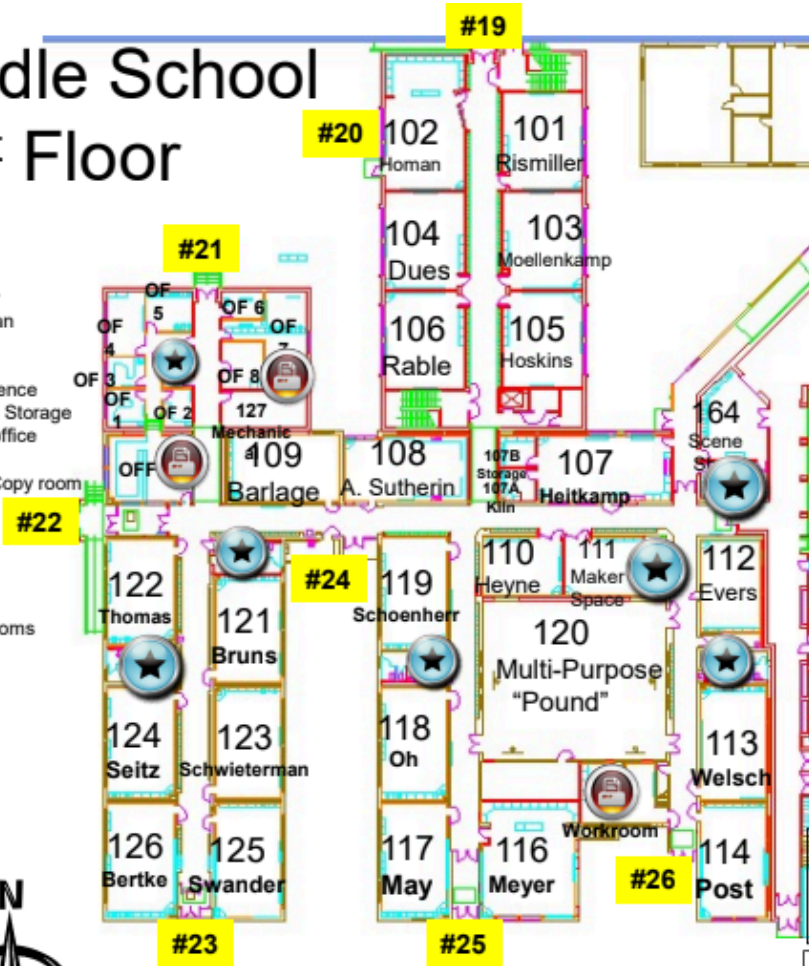 #19
dle School
Floor
#20
102
Homan
101
Rismiller
#21
104
Dues
103
Moellenkamp
OF
5
OF 6
OF
4
OF
OF 3
OF 8
OF
1
OF 2
106
Rable
105
Hoskins
ence
Storage
ffice
Copy room
127
Mechanic
OFF
109
Barlage
108
A. Sutherin
107B
Storage
107A
Kiln
107
Heitkamp
164
Scene
#22
122
Thomas
#24
121
Bruns
119
Schoenherr
110
Heyne
111
Maker
Space
112
Evers
ooms
120
Multi-Purpose
“Pound”
124
Seitz
123
Schwieterman
118
Oh
113
Welsch
126
Bertke
125
Swander
117
May
116
Meyer
Workroom
#26
114
Post
N
#23
#25